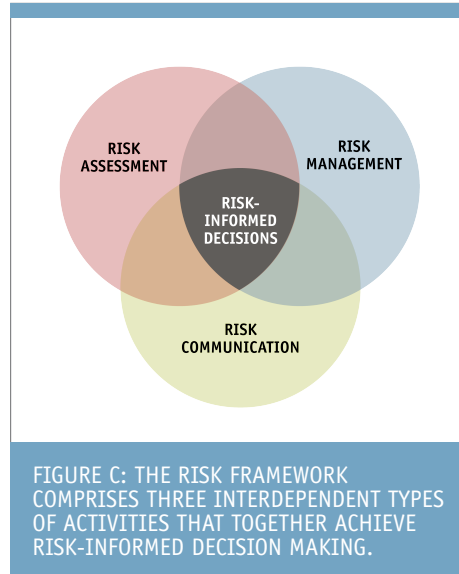 RISK
ASSESSMENT
RISK
MANAGEMENT
RISK-
INFORMED
DECISIONS
RISK
COMMUNICATION
FIGURE C: THE RISK FRAMEWORK
COMPRISES THREE INTERDEPENDENT TYPES
OF ACTIVITIES THAT TOGETHER ACHIEVE
RISK-INFORMED DECISION MAKING.